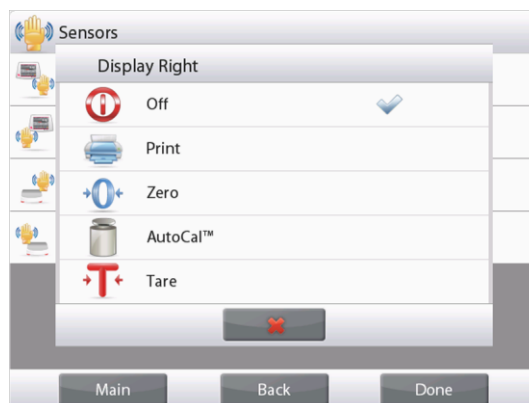 Sensors
Display Right
Off
Print
Zero
AutoCal™
Tare
Main Back Done